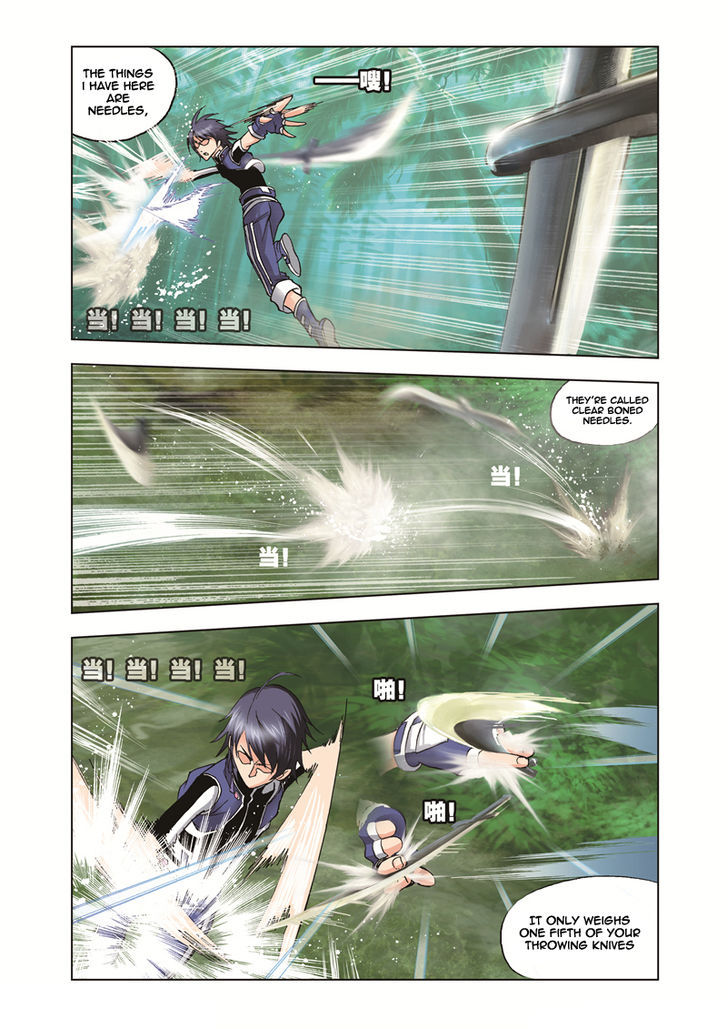 THE THINGS
I HAVE HERE
ARE
NEEDLES,
——嗖!
当! 当! 当! 当!
THEY'RE CALLED
CLEAR BONED
NEEDLES.
当!
当!
当! 当! 当! 当!
啪!
啪!
IT ONLY WEIGHS
ONE FIFTH OF YOUR
THROWING KNIVES